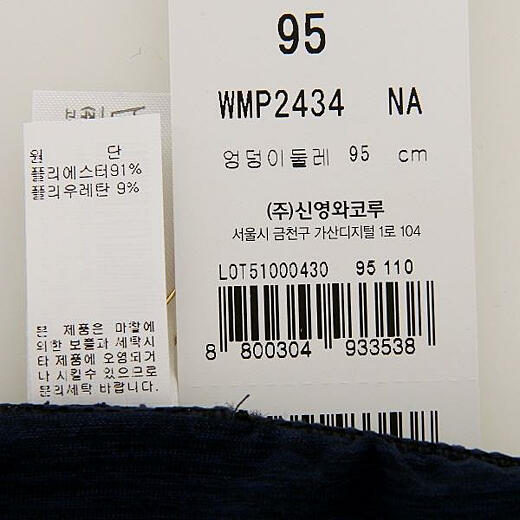 95
WMP2434 NA
엉덩이둘레 95 cm
(주)신영와코루
서울시 금천구 가산디지털 1로 104
LOT51000430 95 110
8 800304 933538
원 단
폴리에스터91%
폴리우레탄 9%
본 제품은 마찰에
의한 보풀과 세탁시
타 제품에 오염되거
나 시킬수 있으므로
분리세탁 바랍니다.